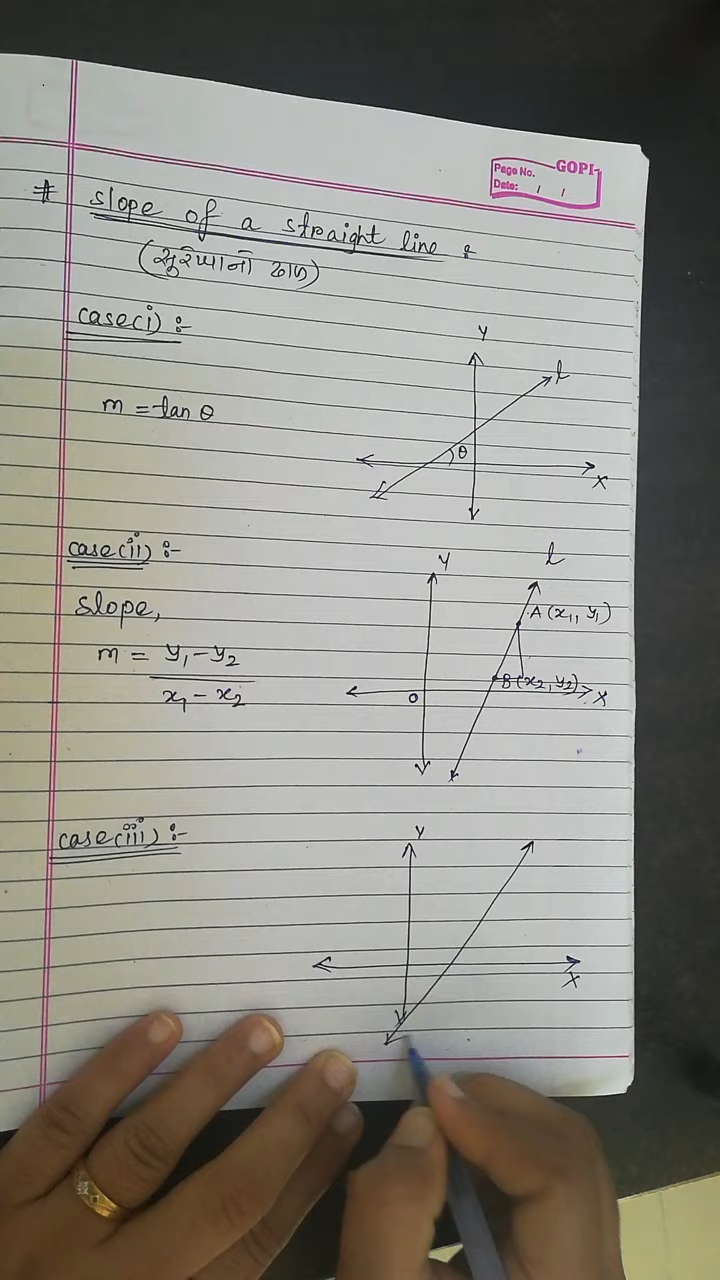 GOPI
Page No.
Date: / /
# slope of a straight line :
(સુરેખાનો ઢાળ)
case(i) :-
m = tan θ
Y
l
θ
X
case(ii) :-
slope,
m = y₁ - y₂
x₁ - x₂
Y
l
A (x₁, y₁)
B (x₂, y₂)
O
X
case(iii) :-
Y
X